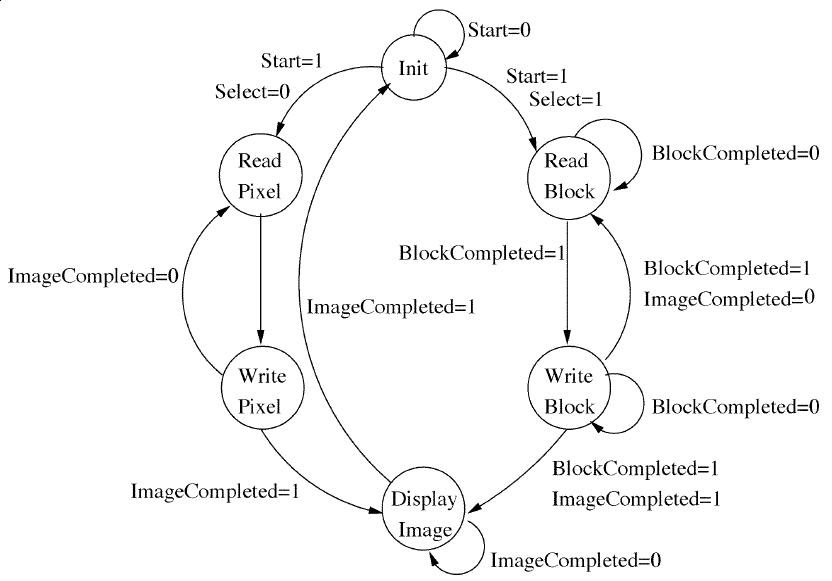 Start=0
Init
Start=1
Select=0
Start=1
Select=1
Read
Pixel
Read
Block
BlockCompleted=0
BlockCompleted=1
ImageCompleted=0
BlockCompleted=1
ImageCompleted=0
ImageCompleted=1
Write
Pixel
Write
Block
BlockCompleted=0
ImageCompleted=1
BlockCompleted=1
ImageCompleted=1
Display
Image
ImageCompleted=0